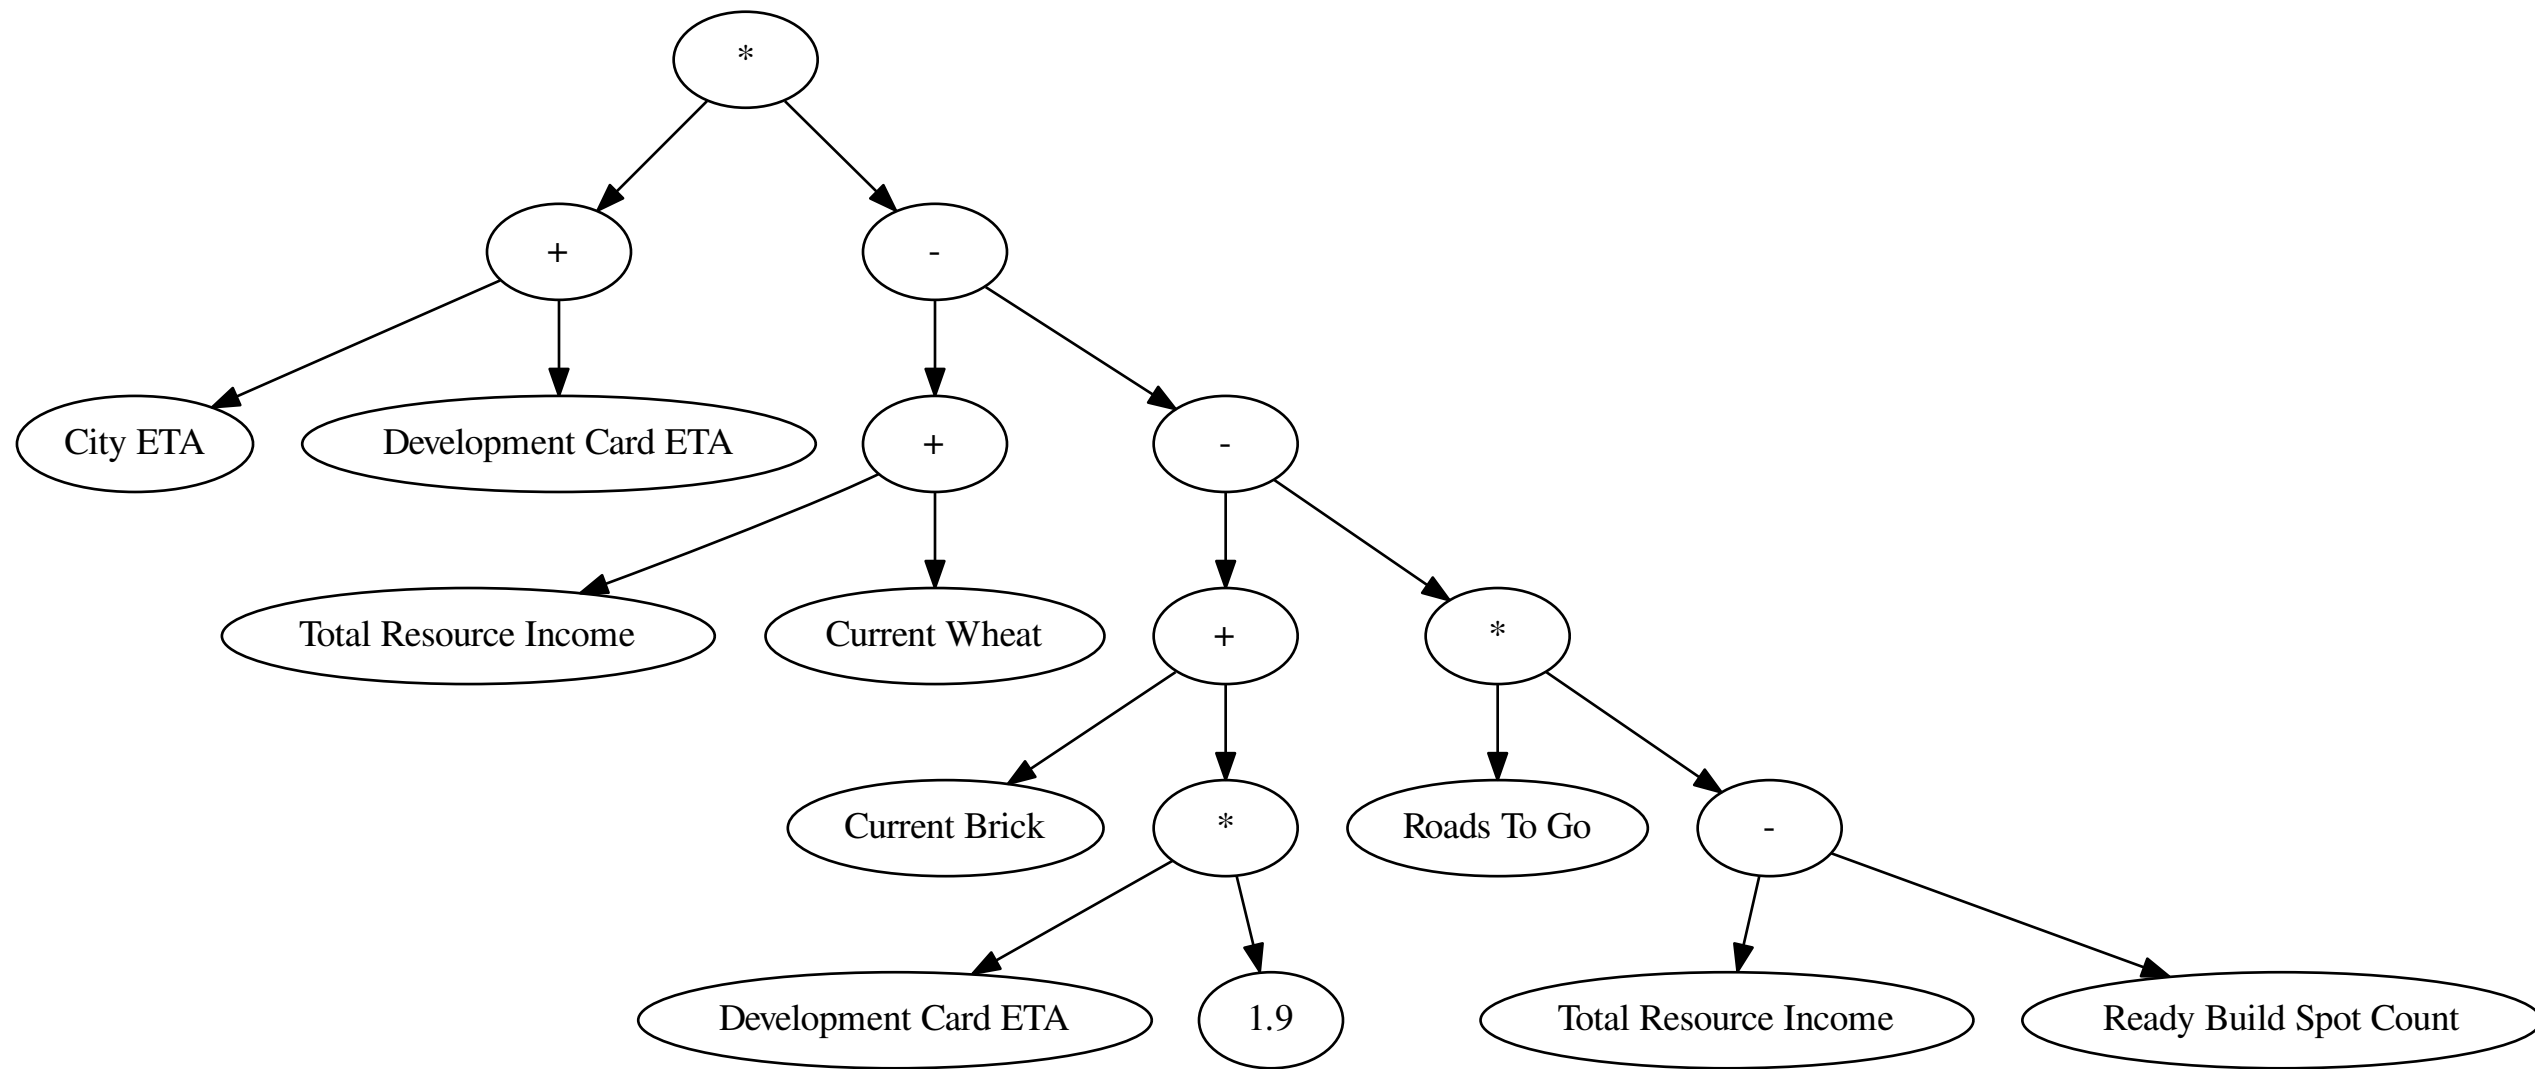 *
+
-
City ETA
Development Card ETA
+
-
Total Resource Income
Current Wheat
+
*
Current Brick
*
Roads To Go
-
Development Card ETA
1.9
Total Resource Income
Ready Build Spot Count